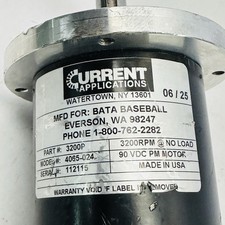 CURRENT
APPLICATIONS
WATERTOWN, NY 13601
06/25
MFD FOR: BATA BASEBALL
EVERSON, WA 98247
PHONE 1-800-762-2282
PART #: 3200P
3200RPM @ NO LOAD
MODEL#: 4065-024
90 VDC PM MOTOR
SERIAL #: 112115
MADE IN USA
WARRANTY VOID IF LABEL IS REMOVED